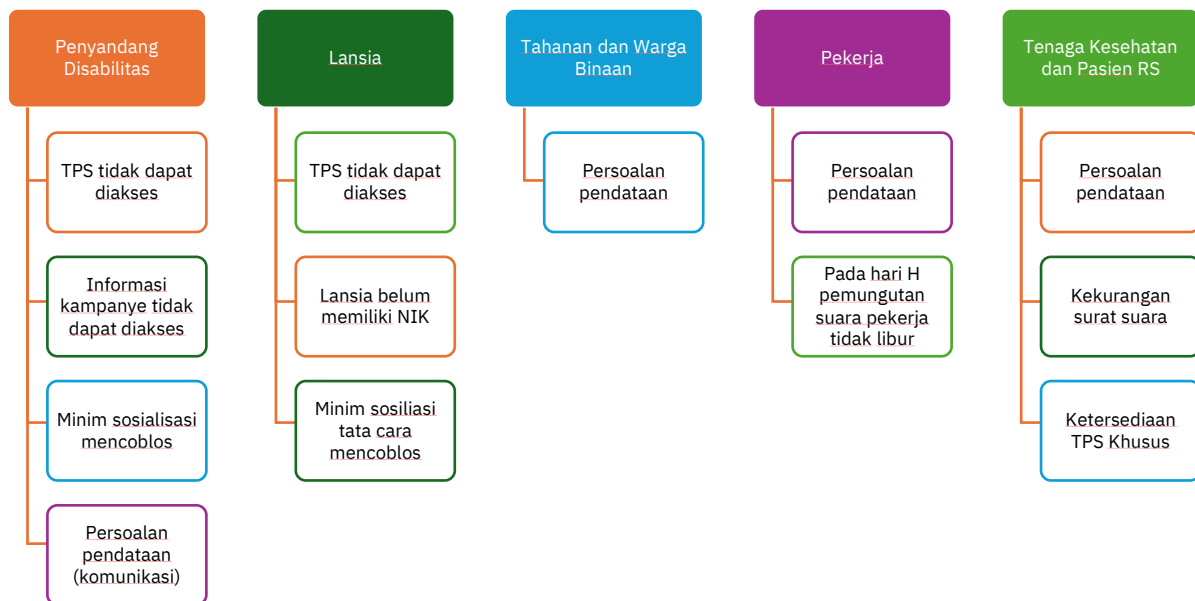 Penyandang
Disabilitas
TPS tidak dapat
diakses
Informasi
kampanye tidak
dapat diakses
Minim sosialisasi
mencoblos
Persoalan
pendataan
(komunikasi)
Lansia
TPS tidak dapat
diakses
Lansia belum
memiliki NIK
Minim sosiliasi
tata cara
mencoblos
Tahanan dan Warga
Binaan
Persoalan
pendataan
Pekerja
Persoalan
pendataan
Pada hari H
pemungutan
suara pekerja
tidak libur
Tenaga Kesehatan
dan Pasien RS
Persoalan
pendataan
Kekurangan
surat suara
Ketersediaan
TPS Khusus